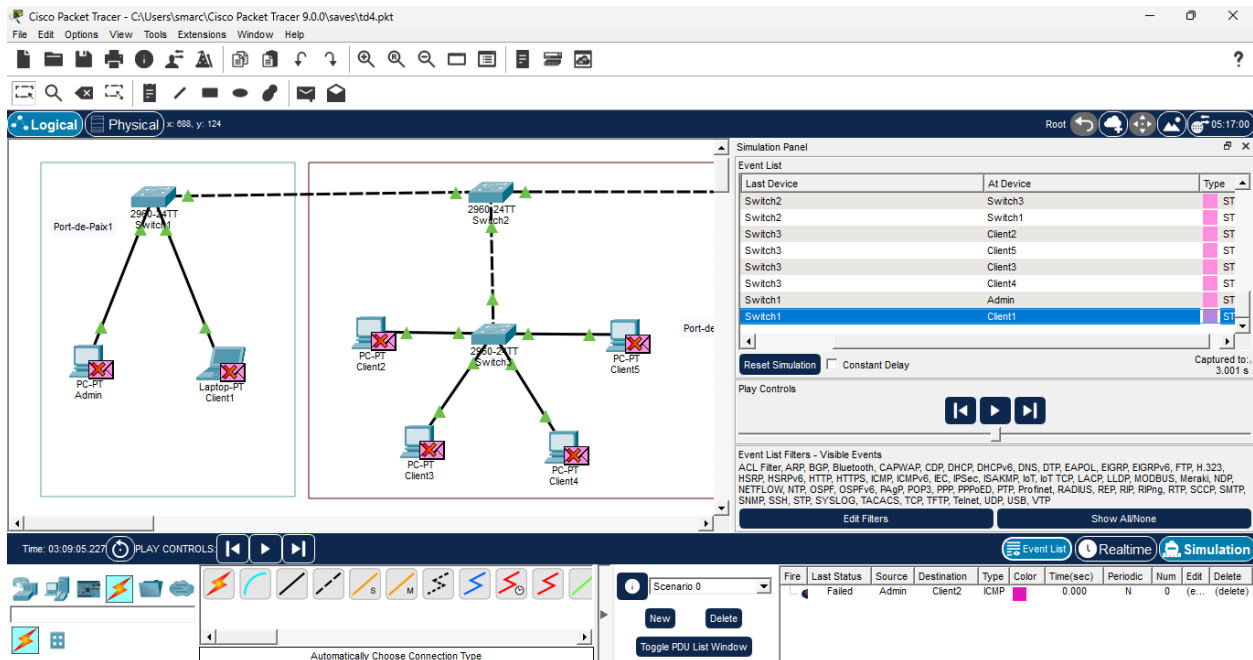 Cisco Packet Tracer - C:\Users\smarc\Cisco Packet Tracer 9.0.0\saves\td4.pkt
File Edit Options View Tools Extensions Window Help
?
Logical Physical x: 688, y: 124
Root 05:17:00
Port-de-Paix1
2960-24TT
Switch1
PC-PT
Admin
Laptop-PT
Client1
2960-24TT
Switch2
2960-24TT
Switch3
PC-PT
Client2
PC-PT
Client5
PC-PT
Client3
PC-PT
Client4
Port-de
Simulation Panel
Event List
Last Device At Device Type
Switch2 Switch3 ST
Switch2 Switch1 ST
Switch3 Client2 ST
Switch3 Client5 ST
Switch3 Client3 ST
Switch3 Client4 ST
Switch1 Admin ST
Switch1 Client1 ST
Reset Simulation Constant Delay Captured to:
3.001 s
Play Controls
Event List Filters - Visible Events
ACL Filter, ARP, BGP, Bluetooth, CAPWAP, CDP, DHCP, DHCPv6, DNS, DTP, EAPOL, EIGRP, EIGRPv6, FTP, H.323,
HSRP, HSRPv6, HTTP, HTTPS, ICMP, ICMPv6, IEC, IPSec, ISAKMP, IoT, IoT TCP, LACP, LLDP, MODBUS, Meraki, NDP,
NETFLOW, NTP, OSPF, OSPFv6, PAgP, POP3, PPP, PPPoED, PTP, Profinet, RADIUS, REP, RIP, RIPng, RTP, SCCP, SMTP,
SNMP, SSH, STP, SYSLOG, TACACS, TCP, TFTP, Telnet, UDP, USB, VTP
Edit Filters Show All/None
Time: 03:09:05.227 PLAY CONTROLS:
Event List Realtime Simulation
S M
Automatically Choose Connection Type
Scenario 0
New Delete
Toggle PDU List Window
Fire Last Status Source Destination Type Color Time(sec) Periodic Num Edit Delete
Failed Admin Client2 ICMP 0.000 N 0 (e... (delete)